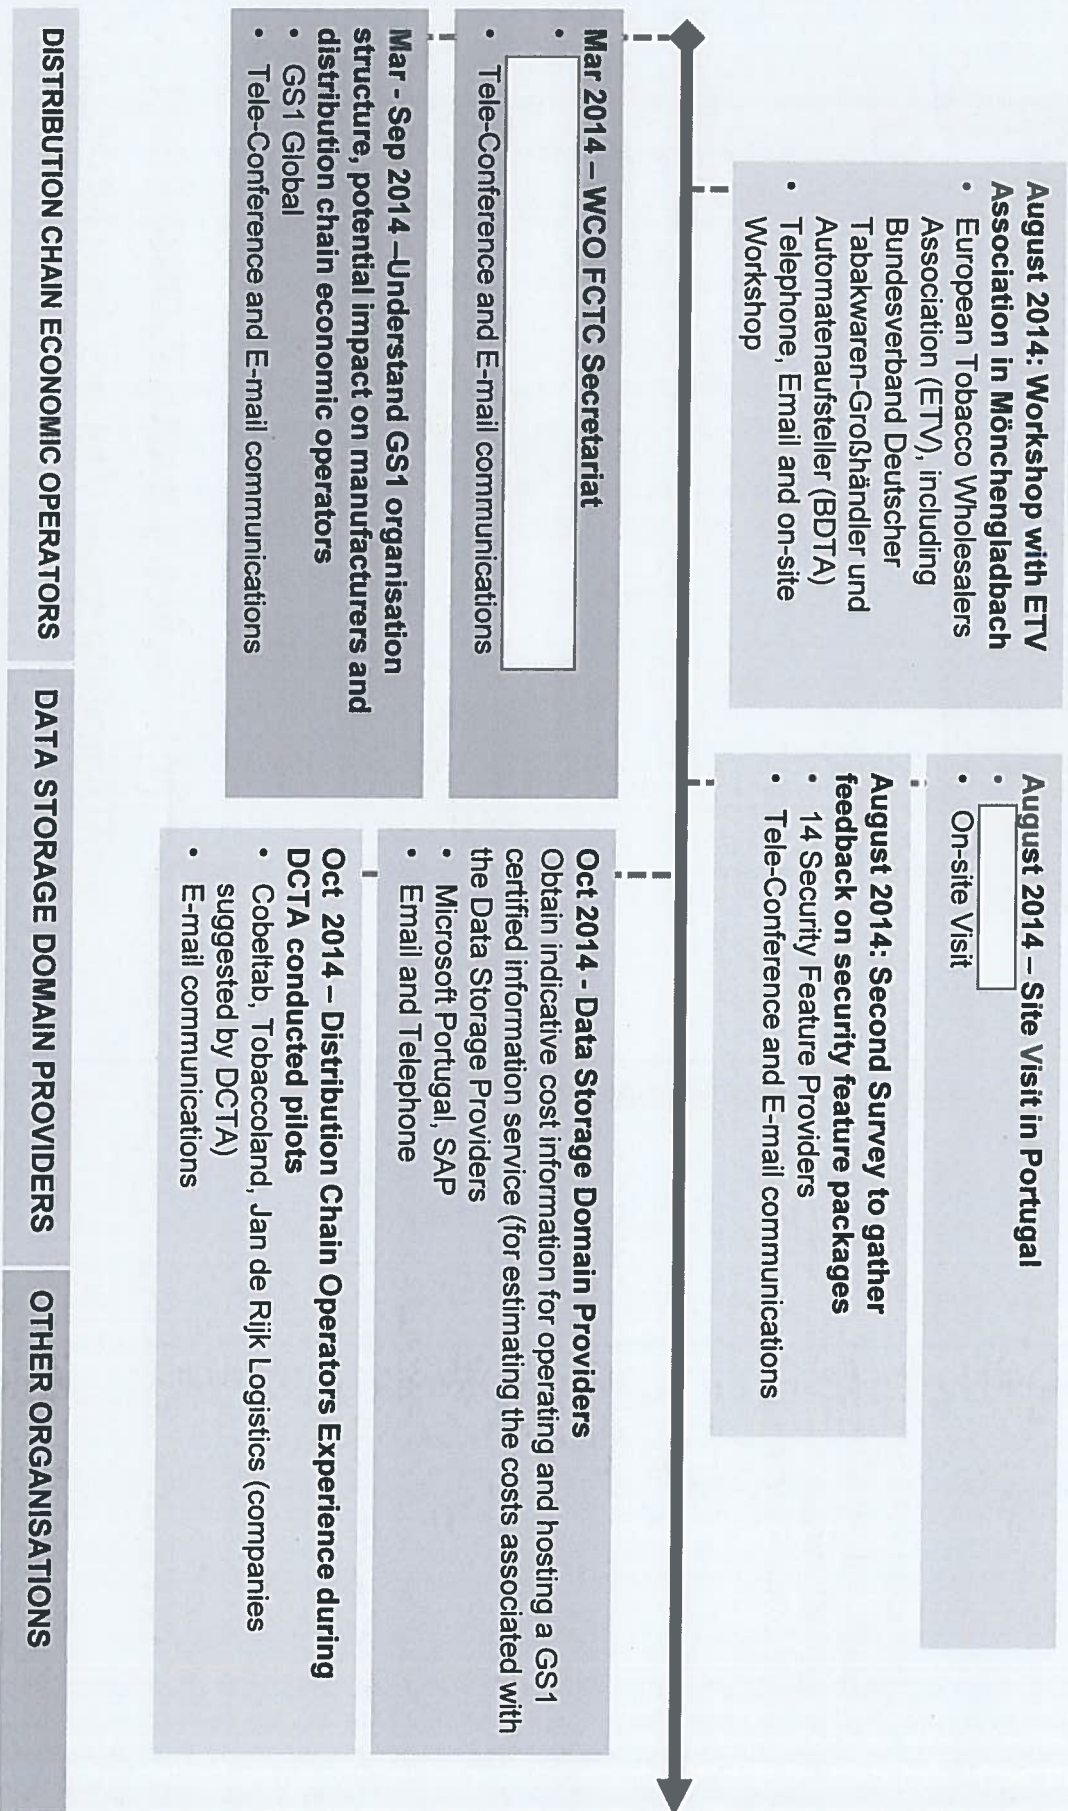 August 2014: Workshop with ETV
Association in Mönchengladbach
• European Tobacco Wholesalers
Association (ETV), including
Bundesverband Deutscher
Tabakwaren-Großhändler und
Automatenaufsteller (BDTA)
• Telephone, Email and on-site
Workshop
August 2014 – Site Visit in Portugal
•
• On-site Visit
August 2014: Second Survey to gather
feedback on security feature packages
• 14 Security Feature Providers
• Tele-Conference and E-mail communications
Mar 2014 – WCO FCTC Secretariat
•
• Tele-Conference and E-mail communications
Mar - Sep 2014 –Understand GS1 organisation
structure, potential impact on manufacturers and
distribution chain economic operators
• GS1 Global
• Tele-Conference and E-mail communications
Oct 2014 - Data Storage Domain Providers
Obtain indicative cost information for operating and hosting a GS1
certified information service (for estimating the costs associated with
the Data Storage Providers
• Microsoft Portugal, SAP
• Email and Telephone
Oct 2014 – Distribution Chain Operators Experience during
DCTA conducted pilots
• Cobeltab, Tobaccoland, Jan de Rijk Logistics (companies
suggested by DCTA)
• E-mail communications
DISTRIBUTION CHAIN ECONOMIC OPERATORS
DATA STORAGE DOMAIN PROVIDERS
OTHER ORGANISATIONS